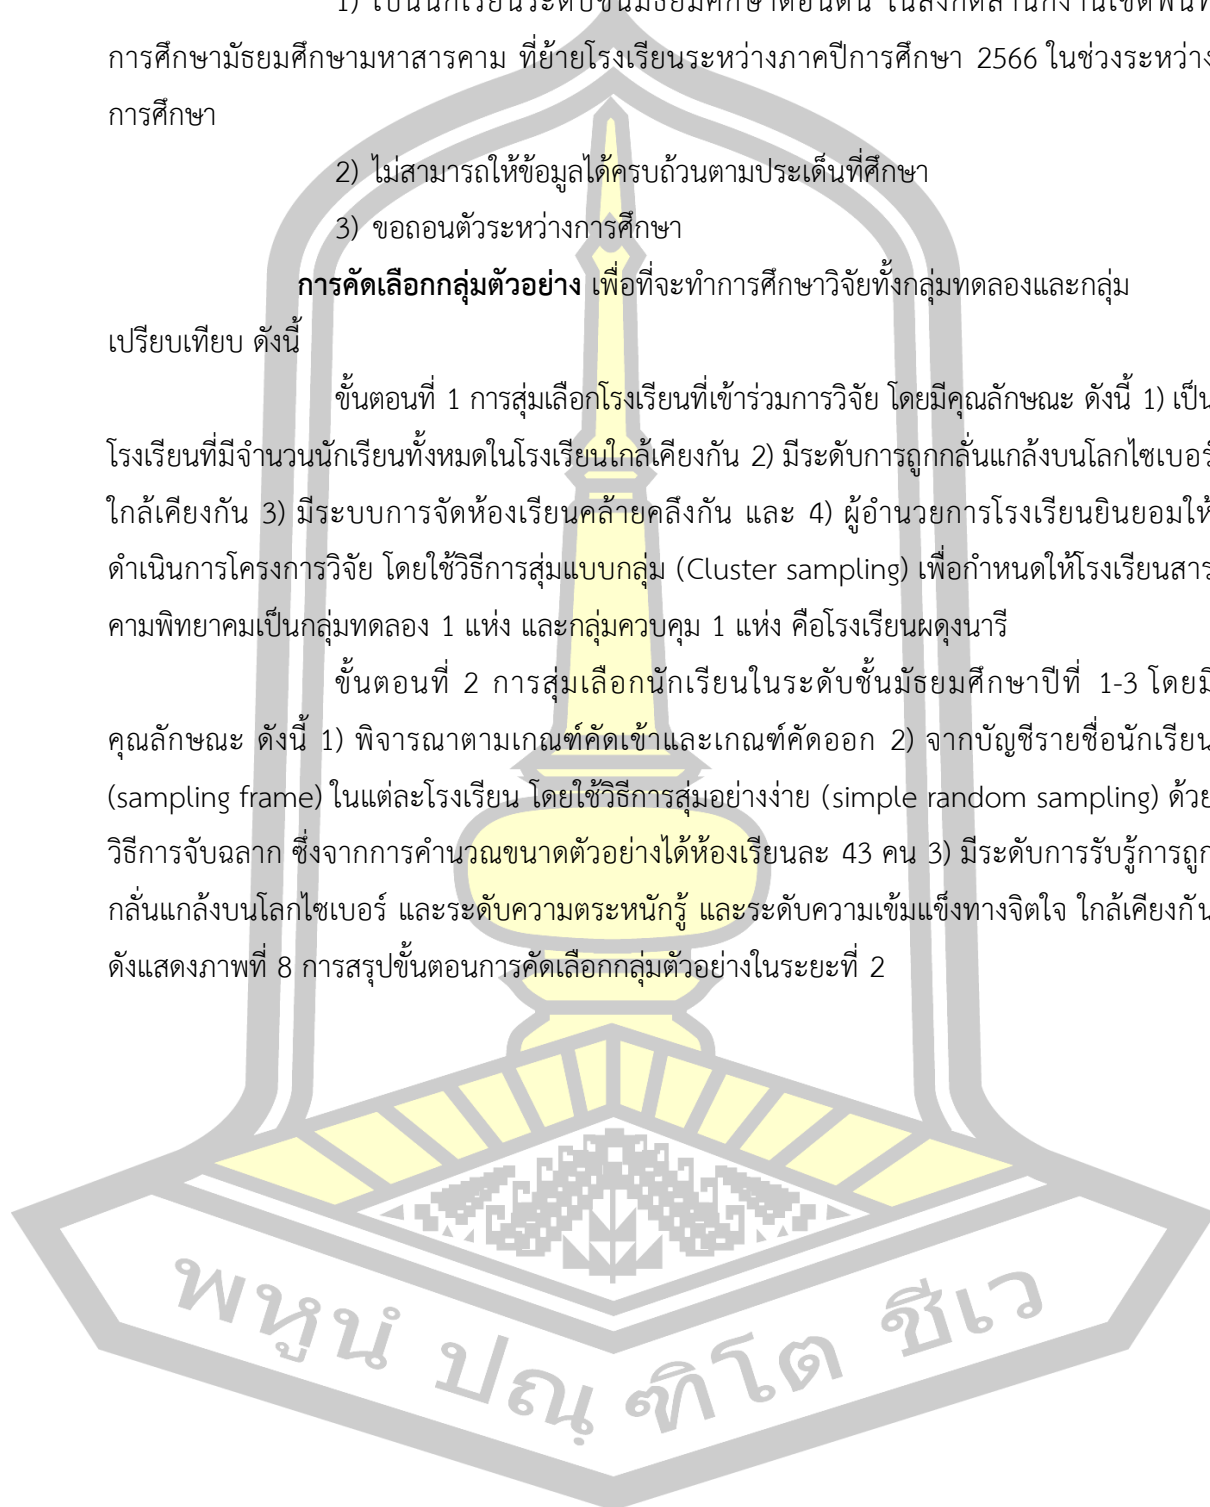 1) เป็นนักเรียนระดับชั้นมัธยมศึกษาตอนต้น ในสังกัดสำนักงานเขตพื้นที่
การศึกษามัธยมศึกษามหาสารคาม ที่ย้ายโรงเรียนระหว่างภาคปีการศึกษา 2566 ในช่วงระหว่าง
การศึกษา
2) ไม่สามารถให้ข้อมูลได้ครบถ้วนตามประเด็นที่ศึกษา
3) ขอถอนตัวระหว่างการศึกษา
การคัดเลือกกลุ่มตัวอย่าง เพื่อที่จะทำการศึกษาวิจัยทั้งกลุ่มทดลองและกลุ่ม
เปรียบเทียบ ดังนี้
ขั้นตอนที่ 1 การสุ่มเลือกโรงเรียนที่เข้าร่วมการวิจัย โดยมีคุณลักษณะ ดังนี้ 1) เป็น
โรงเรียนที่มีจำนวนนักเรียนทั้งหมดในโรงเรียนใกล้เคียงกัน 2) มีระดับการถูกกลั่นแกล้งบนโลกไซเบอร์
ใกล้เคียงกัน 3) มีระบบการจัดห้องเรียนคล้ายคลึงกัน และ 4) ผู้อำนวยการโรงเรียนยินยอมให้
ดำเนินการโครงการวิจัย โดยใช้วิธีการสุ่มแบบกลุ่ม (Cluster sampling) เพื่อกำหนดให้โรงเรียนสาร
คามพิทยาคมเป็นกลุ่มทดลอง 1 แห่ง และกลุ่มควบคุม 1 แห่ง คือโรงเรียนผดุงนารี
ขั้นตอนที่ 2 การสุ่มเลือกนักเรียนในระดับชั้นมัธยมศึกษาปีที่ 1-3 โดยมี
คุณลักษณะ ดังนี้ 1) พิจารณาตามเกณฑ์คัดเข้าและเกณฑ์คัดออก 2) จากบัญชีรายชื่อนักเรียน
(sampling frame) ในแต่ละโรงเรียน โดยใช้วิธีการสุ่มอย่างง่าย (simple random sampling) ด้วย
วิธีการจับฉลาก ซึ่งจากการคำนวณขนาดตัวอย่างได้ห้องเรียนละ 43 คน 3) มีระดับการรับรู้การถูก
กลั่นแกล้งบนโลกไซเบอร์ และระดับความตระหนักรู้ และระดับความเข้มแข็งทางจิตใจ ใกล้เคียงกัน
ดังแสดงภาพที่ 8 การสรุปขั้นตอนการคัดเลือกกลุ่มตัวอย่างในระยะที่ 2
พหูนํ ปณฺฑิโต ชีเว